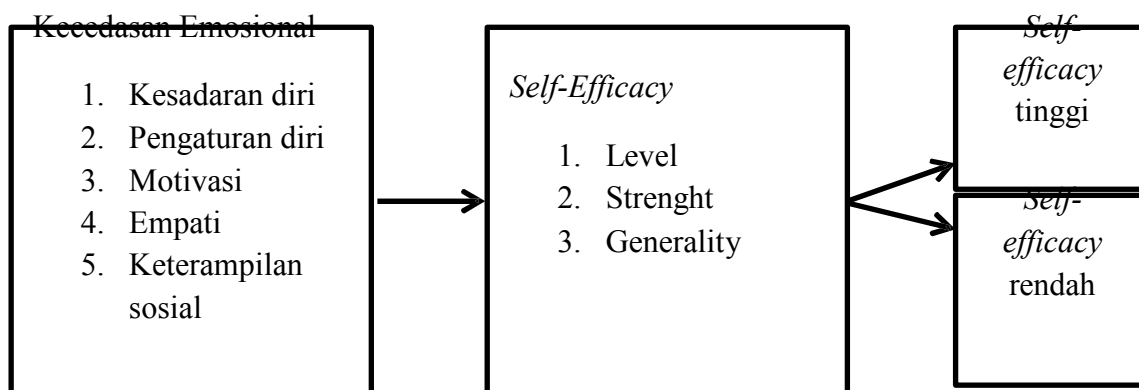 Kecedasan Emosional
1. Kesadaran diri
2. Pengaturan diri
3. Motivasi
4. Empati
5. Keterampilan
sosial
Self-Efficacy
1. Level
2. Strenght
3. Generality
Self-
efficacy
tinggi
Self-
efficacy
rendah